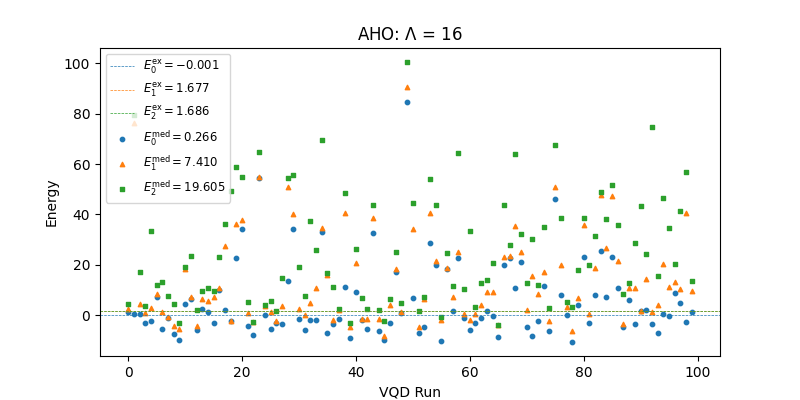 AHO: Λ = 16
Energy
100
80
60
40
20
0
E₀ᵉˣ = −0.001
E₁ᵉˣ = 1.677
E₂ᵉˣ = 1.686
E₀ᵐᵉᵈ = 0.266
E₁ᵐᵉᵈ = 7.410
E₂ᵐᵉᵈ = 19.605
0 20 40 60 80 100
VQD Run